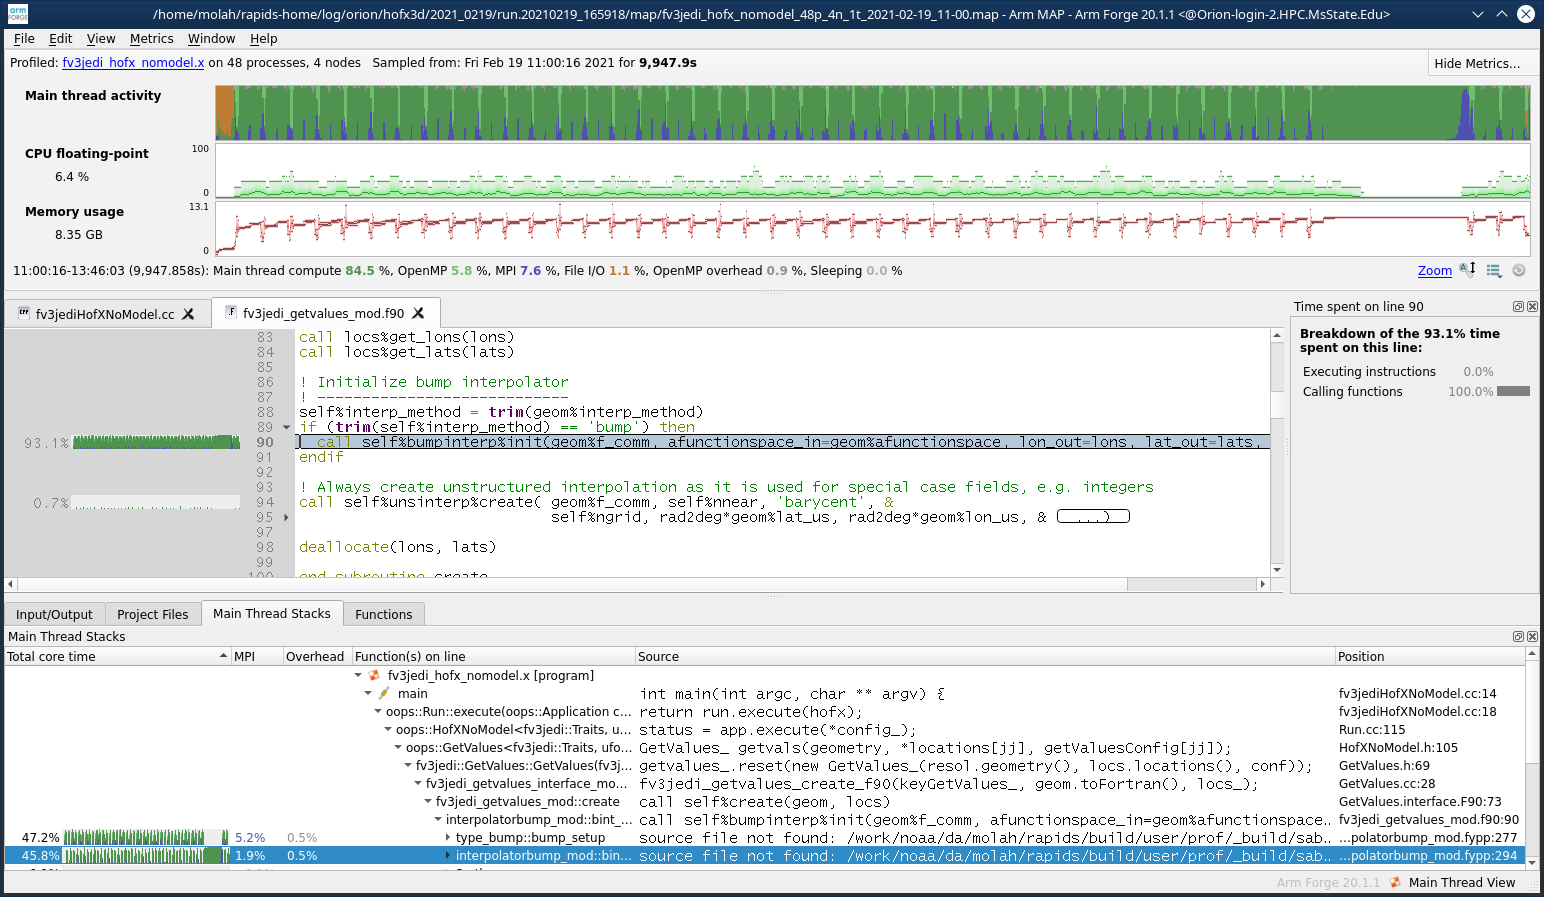 arm FORGE
/home/molah/rapids-home/log/orion/hofx3d/2021_0219/run.20210219_165918/map/fv3jedi_hofx_nomodel_48p_4n_1t_2021-02-19_11-00.map - Arm MAP - Arm Forge 20.1.1 <@Orion-login-2.HPC.MsState.Edu>
File Edit View Metrics Window Help
Profiled: fv3jedi_hofx_nomodel.x on 48 processes, 4 nodes Sampled from: Fri Feb 19 11:00:16 2021 for 9,947.9s
Hide Metrics...
Main thread activity
CPU floating-point
6.4 %
100
0
Memory usage
8.35 GB
13.1
0
11:00:16-13:46:03 (9,947.858s): Main thread compute 84.5 %, OpenMP 5.8 %, MPI 7.6 %, File I/O 1.1 %, OpenMP overhead 0.9 %, Sleeping 0.0 %
Zoom
fv3jediHofXNoModel.cc fv3jedi_getvalues_mod.f90
83 call locs%get_lons(lons)
84 call locs%get_lats(lats)
85
86 ! Initialize bump interpolator
87 ! ----------------------------
88 self%interp_method = trim(geom%interp_method)
89 if (trim(self%interp_method) == 'bump') then
93.1% 90 call self%bumpinterp%init(geom%f_comm, afunctionspace_in=geom%afunctionspace, lon_out=lons, lat_out=lats,
91 endif
92
93 ! Always create unstructured interpolation as it is used for special case fields, e.g. integers
0.7% 94 call self%unsinterp%create( geom%f_comm, self%nnear, 'barycent', &
95 self%ngrid, rad2deg*geom%lat_us, rad2deg*geom%lon_us, & ...)
97
98 deallocate(lons, lats)
99
100 end subroutine create
Time spent on line 90
Breakdown of the 93.1% time
spent on this line:
Executing instructions 0.0%
Calling functions 100.0%
Input/Output Project Files Main Thread Stacks Functions
Main Thread Stacks
Total core time MPI Overhead Function(s) on line Source Position
fv3jedi_hofx_nomodel.x [program]
main int main(int argc, char ** argv) { fv3jediHofXNoModel.cc:14
oops::Run::execute(oops::Application c... return run.execute(hofx); fv3jediHofXNoModel.cc:18
oops::HofXNoModel<fv3jedi::Traits, u... status = app.execute(*config_); Run.cc:115
oops::GetValues<fv3jedi::Traits, ufo... GetValues_ getvals(geometry, *locations[jj], getValuesConfig[jj]); HofXNoModel.h:105
fv3jedi::GetValues::GetValues(fv3j... getvalues_.reset(new GetValues_(resol.geometry(), locs.locations(), conf)); GetValues.h:69
fv3jedi_getvalues_interface_mo... fv3jedi_getvalues_create_f90(keyGetValues_, geom.toFortran(), locs_); GetValues.cc:28
fv3jedi_getvalues_mod::create call self%create(geom, locs) GetValues.interface.F90:73
interpolatorbump_mod::bint_... call self%bumpinterp%init(geom%f_comm, afunctionspace_in=geom%afunctionspace... fv3jedi_getvalues_mod.f90:90
47.2% 5.2% 0.5% type_bump::bump_setup source file not found: /work/noaa/da/molah/rapids/build/user/prof/_build/sab... ...polatorbump_mod.fypp:277
45.8% 1.9% 0.5% interpolatorbump_mod::bin... source file not found: /work/noaa/da/molah/rapids/build/user/prof/_build/sab... ...polatorbump_mod.fypp:294
Arm Forge 20.1.1 Main Thread View